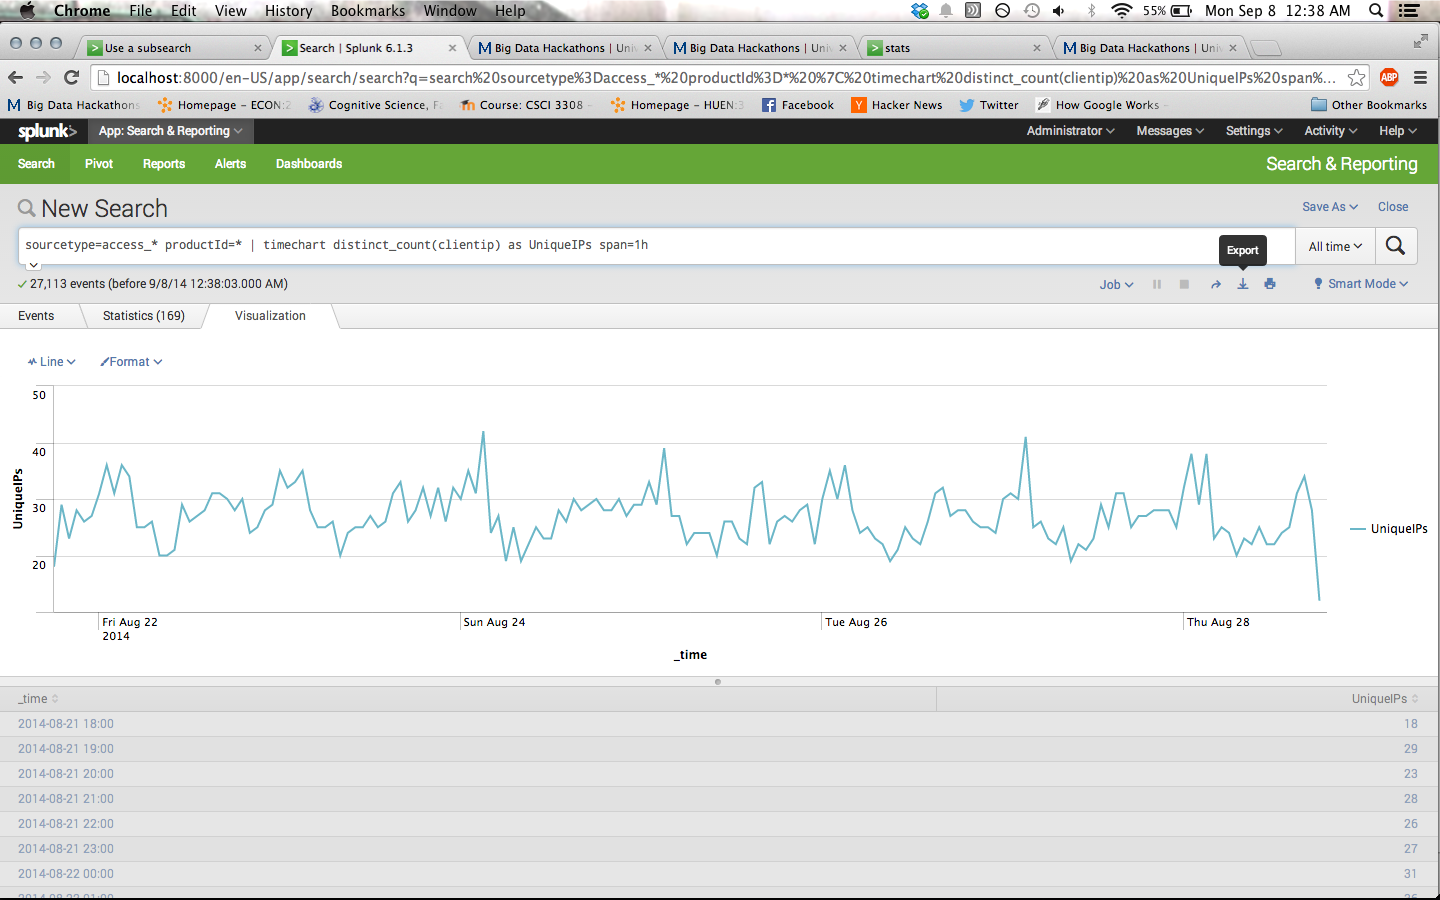 Chrome File Edit View History Bookmarks Window Help 55% Mon Sep 8 12:38 AM
Use a subsearch
Search | Splunk 6.1.3
Big Data Hackathons | Univ
Big Data Hackathons | Univ
stats
Big Data Hackathons | Univ
localhost:8000/en-US/app/search/search?q=search%20sourcetype%3Daccess_*%20productId%3D*%20%7C%20timechart%20distinct_count(clientip)%20as%20UniqueIPs%20span%...
ABP
Big Data Hackathons Homepage – ECON:2 Cognitive Science, Fa Course: CSCI 3308 – Homepage – HUEN:3 Facebook Hacker News Twitter How Google Works – Other Bookmarks
splunk> App: Search & Reporting Administrator Messages Settings Activity Help
Search Pivot Reports Alerts Dashboards Search & Reporting
New Search Save As Close
sourcetype=access_* productId=* | timechart distinct_count(clientip) as UniqueIPs span=1h
All time
Export
27,113 events (before 9/8/14 12:38:03.000 AM) Job Smart Mode
Events Statistics (169) Visualization
Line Format
50
40
30
20
UniqueIPs
UniqueIPs
Fri Aug 22 Sun Aug 24 Tue Aug 26 Thu Aug 28
2014
_time
_time UniqueIPs
2014-08-21 18:00 18
2014-08-21 19:00 29
2014-08-21 20:00 23
2014-08-21 21:00 28
2014-08-21 22:00 26
2014-08-21 23:00 27
2014-08-22 00:00 31